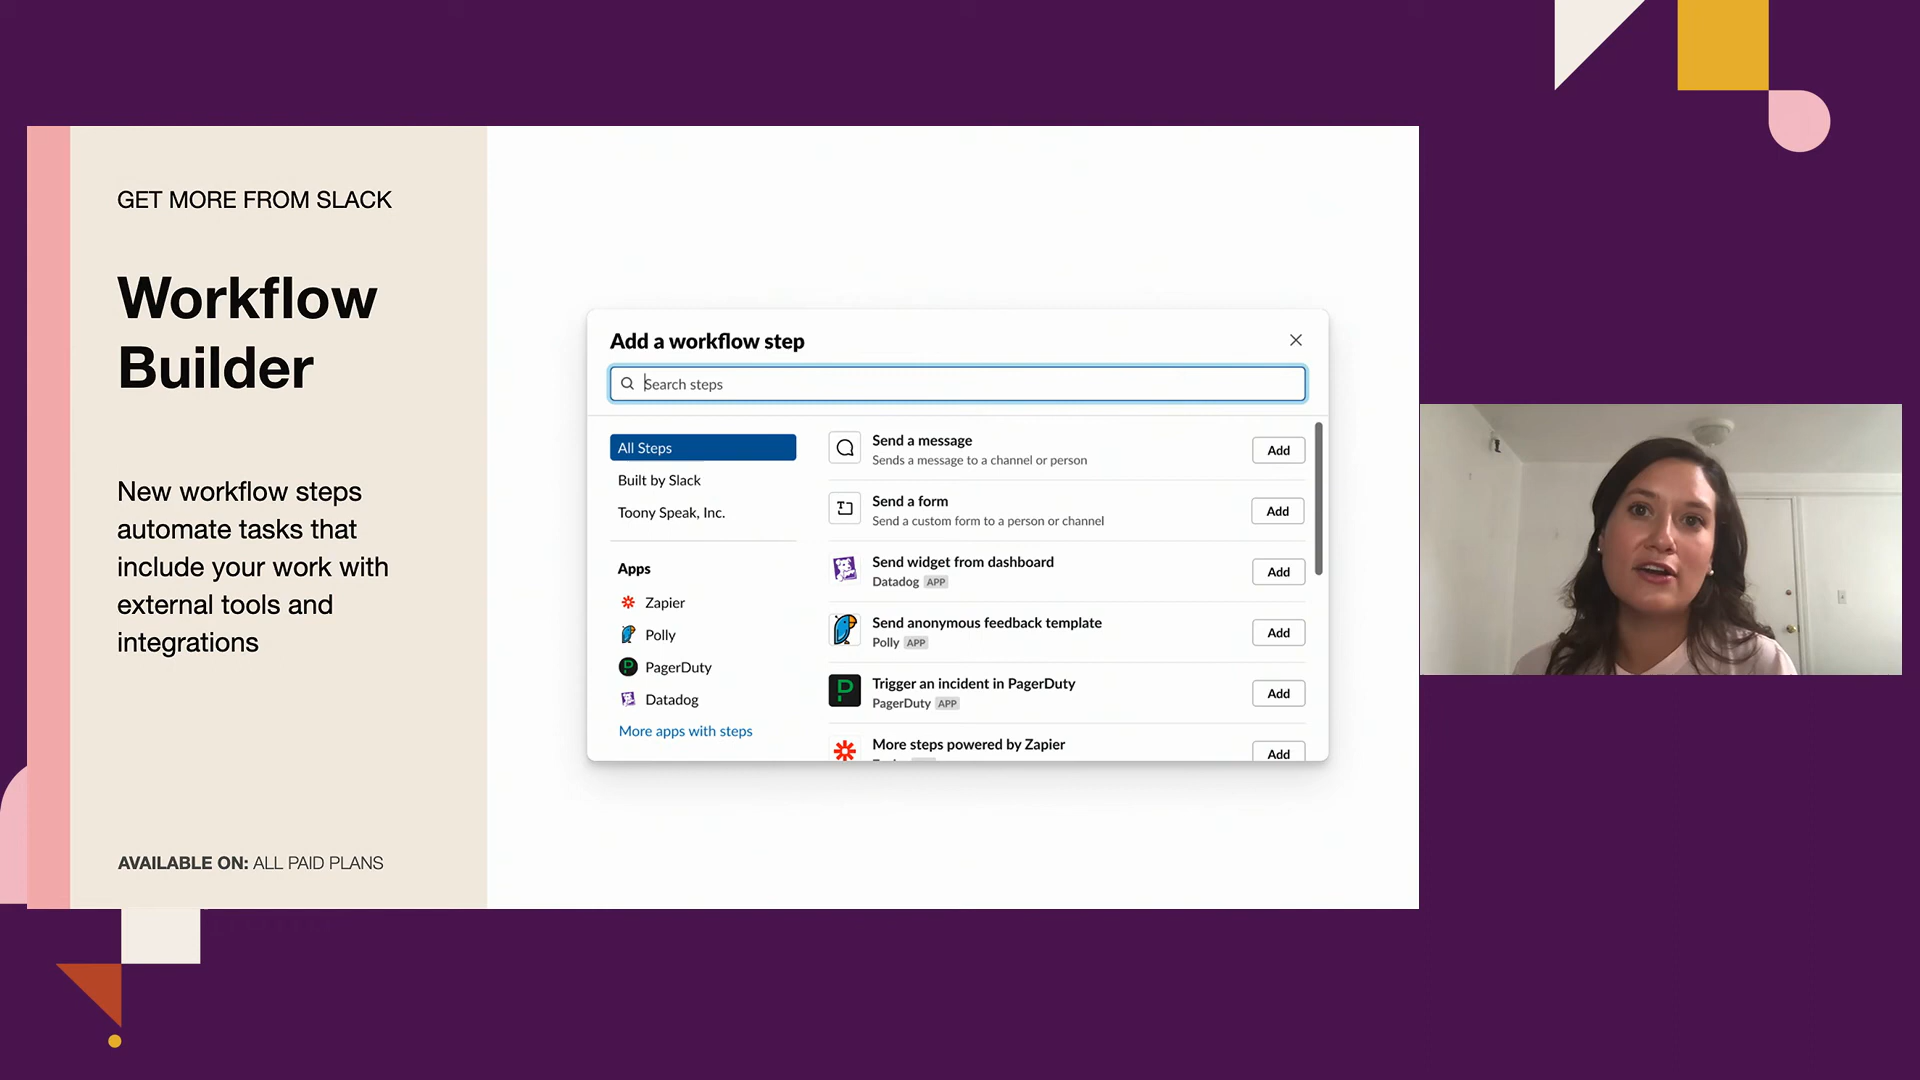 GET MORE FROM SLACK
Workflow
Builder
New workflow steps
automate tasks that
include your work with
external tools and
integrations
AVAILABLE ON: ALL PAID PLANS
Add a workflow step
Search steps
All Steps
Built by Slack
Toony Speak, Inc.
Apps
Zapier
Polly
PagerDuty
Datadog
More apps with steps
Send a message
Sends a message to a channel or person
Add
Send a form
Send a custom form to a person or channel
Add
Send widget from dashboard
Datadog APP
Add
Send anonymous feedback template
Polly APP
Add
Trigger an incident in PagerDuty
PagerDuty APP
Add
More steps powered by Zapier
Add